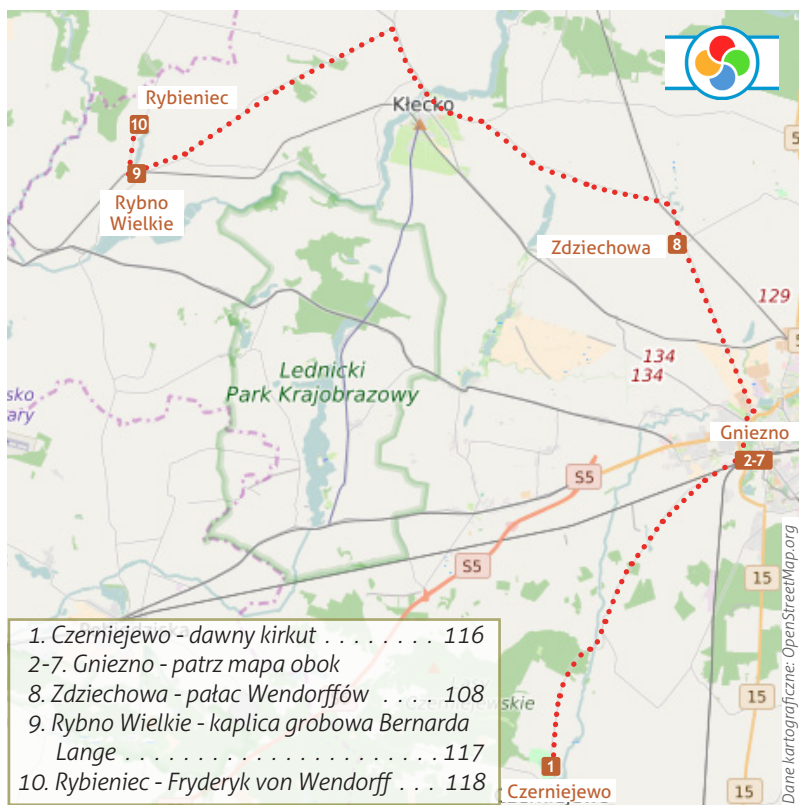 Rybieniec
10
9
Rybno
Wielkie
Kłecko
5
Zdziechowa
8
129
134
134
Lednicki
Park Krajobrazowy
sko
ary
Gniezno
2-7
S5
S5
15
15
15
1. Czerniejewo - dawny kirkut . . . . . . . . 116
2-7. Gniezno - patrz mapa obok
8. Zdziechowa - pałac Wendorffów . . . 108
9. Rybno Wielkie - kaplica grobowa Bernarda
Lange . . . . . . . . . . . . . . . . . . . . 117
10. Rybieniec - Fryderyk von Wendorff . . . 118
1
Czerniejewo
Dane kartograficzne: OpenStreetMap.org